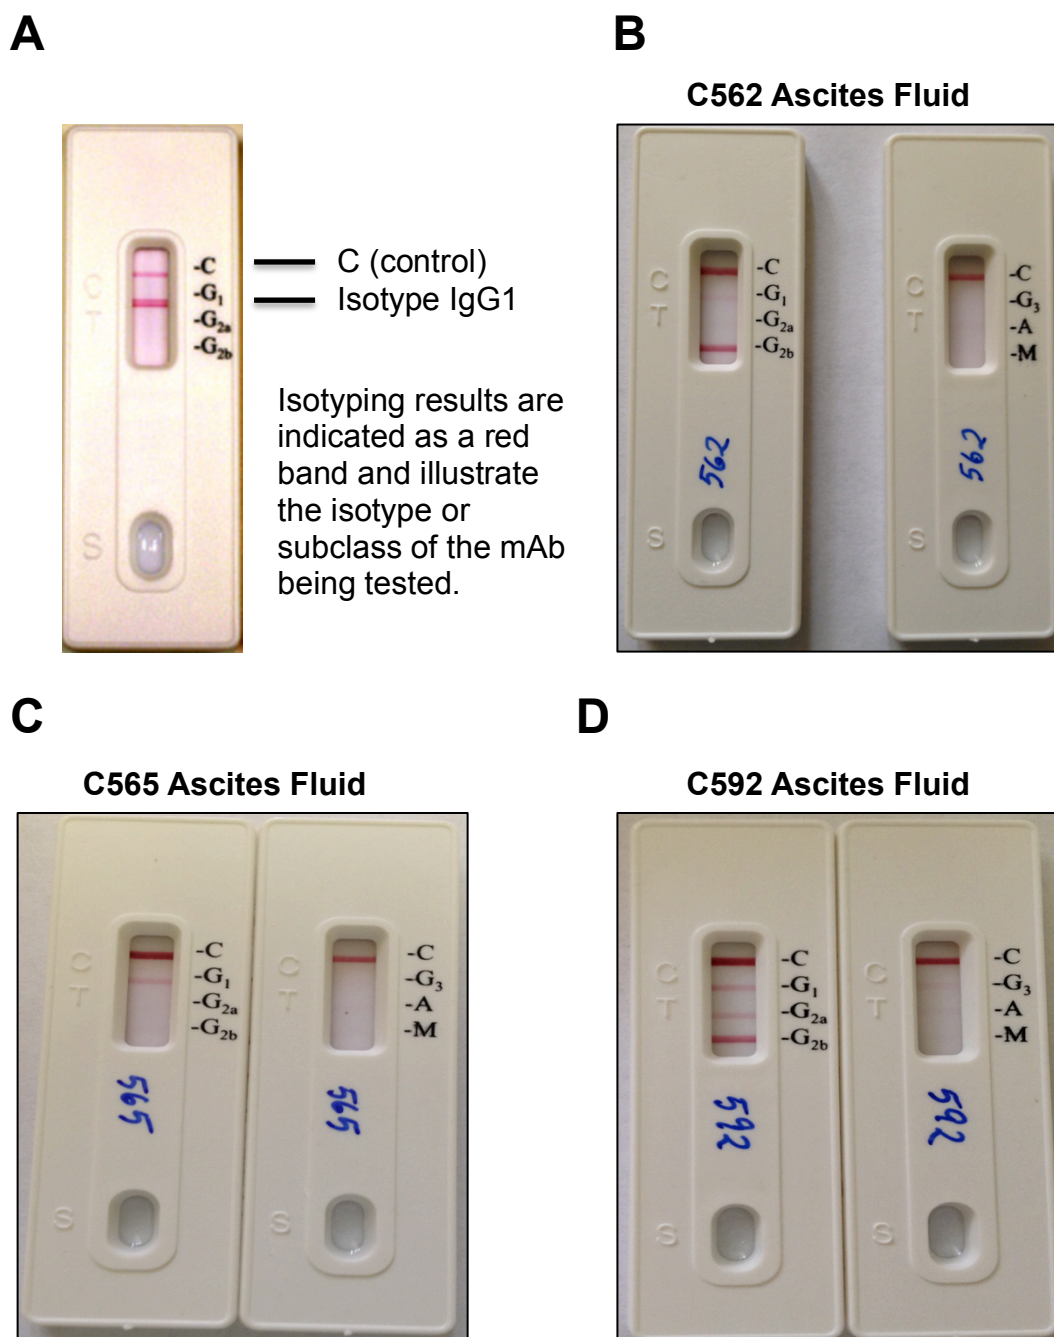 A
-C
-G1
-G2a
-G2b
C
T
S
C (control)
Isotype IgG1
Isotyping results are
indicated as a red
band and illustrate
the isotype or
subclass of the mAb
being tested.
B
C562 Ascites Fluid
C
T
-C
-G1
-G2a
-G2b
562
S
C
T
-C
-G3
-A
-M
562
S
C
C565 Ascites Fluid
C
T
-C
-G1
-G2a
-G2b
565
S
C
T
-C
-G3
-A
-M
565
S
D
C592 Ascites Fluid
C
T
-C
-G1
-G2a
-G2b
592
S
C
T
-C
-G3
-A
-M
592
S